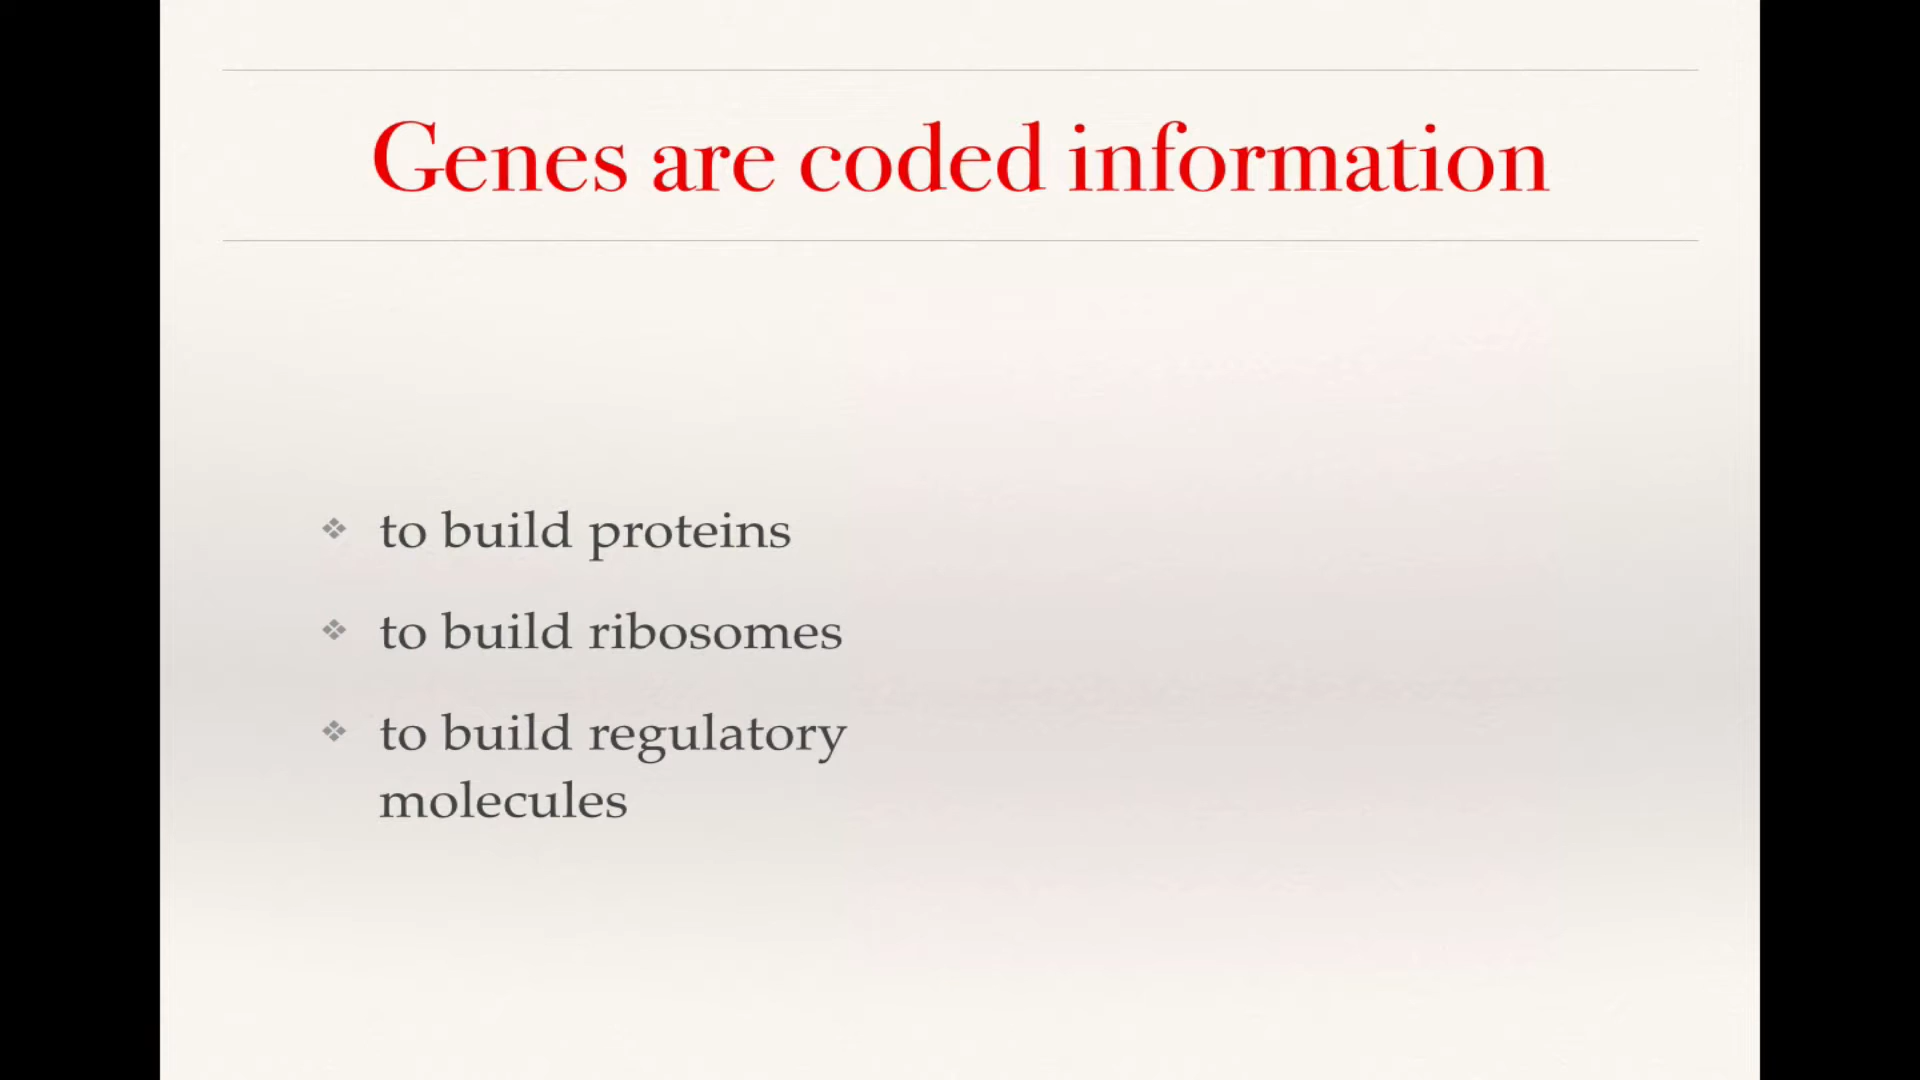 Genes are coded information
❖ to build proteins
❖ to build ribosomes
❖ to build regulatory
molecules